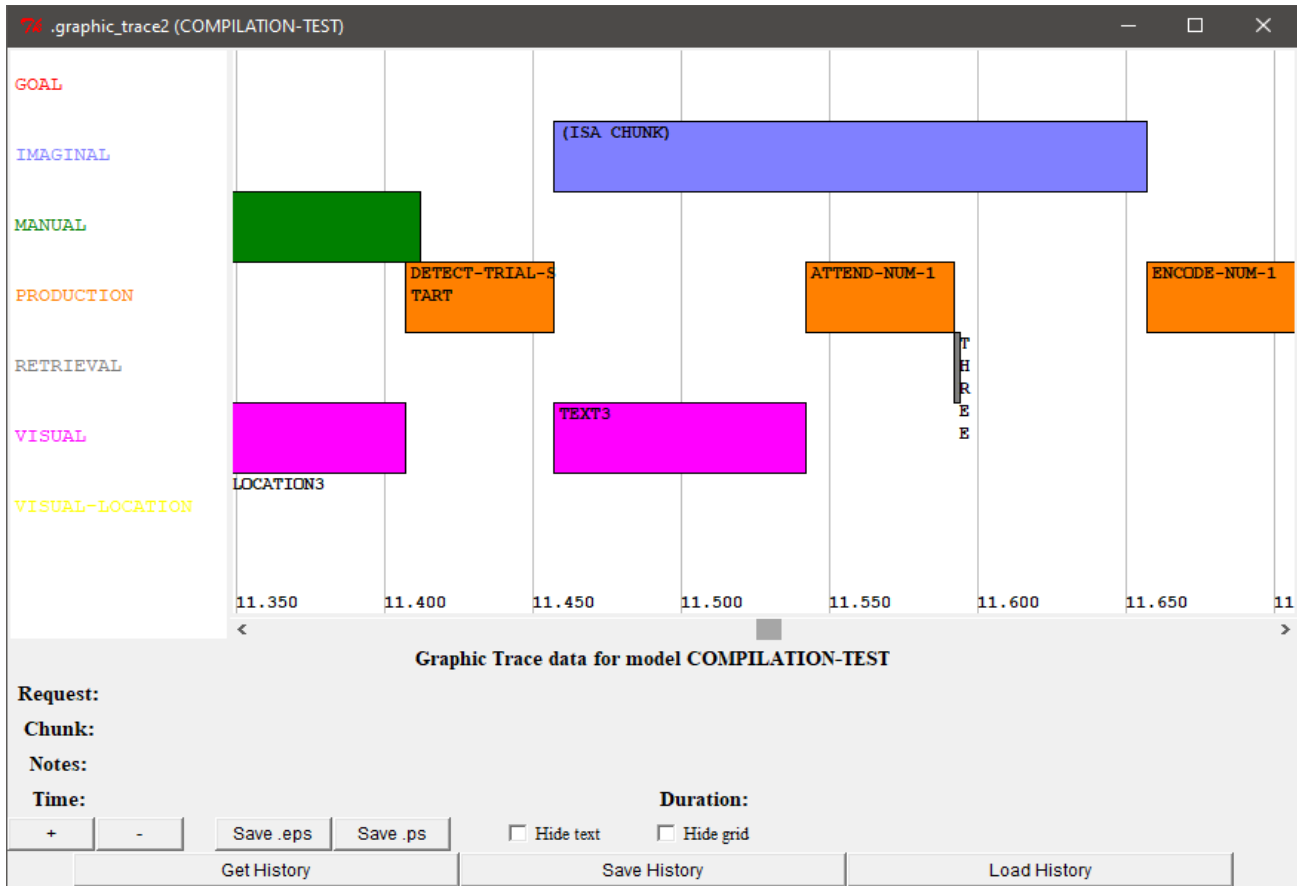 .graphic_trace2 (COMPILATION-TEST)
GOAL
IMAGINAL
(ISA CHUNK)
MANUAL
PRODUCTION
DETECT-TRIAL-S
TART
ATTEND-NUM-1
ENCODE-NUM-1
RETRIEVAL
T
H
R
E
E
VISUAL
TEXT3
LOCATION3
VISUAL-LOCATION
11.350 11.400 11.450 11.500 11.550 11.600 11.650 11
Graphic Trace data for model COMPILATION-TEST
Request:
Chunk:
Notes:
Time: Duration:
+ - Save .eps Save .ps Hide text Hide grid
Get History Save History Load History